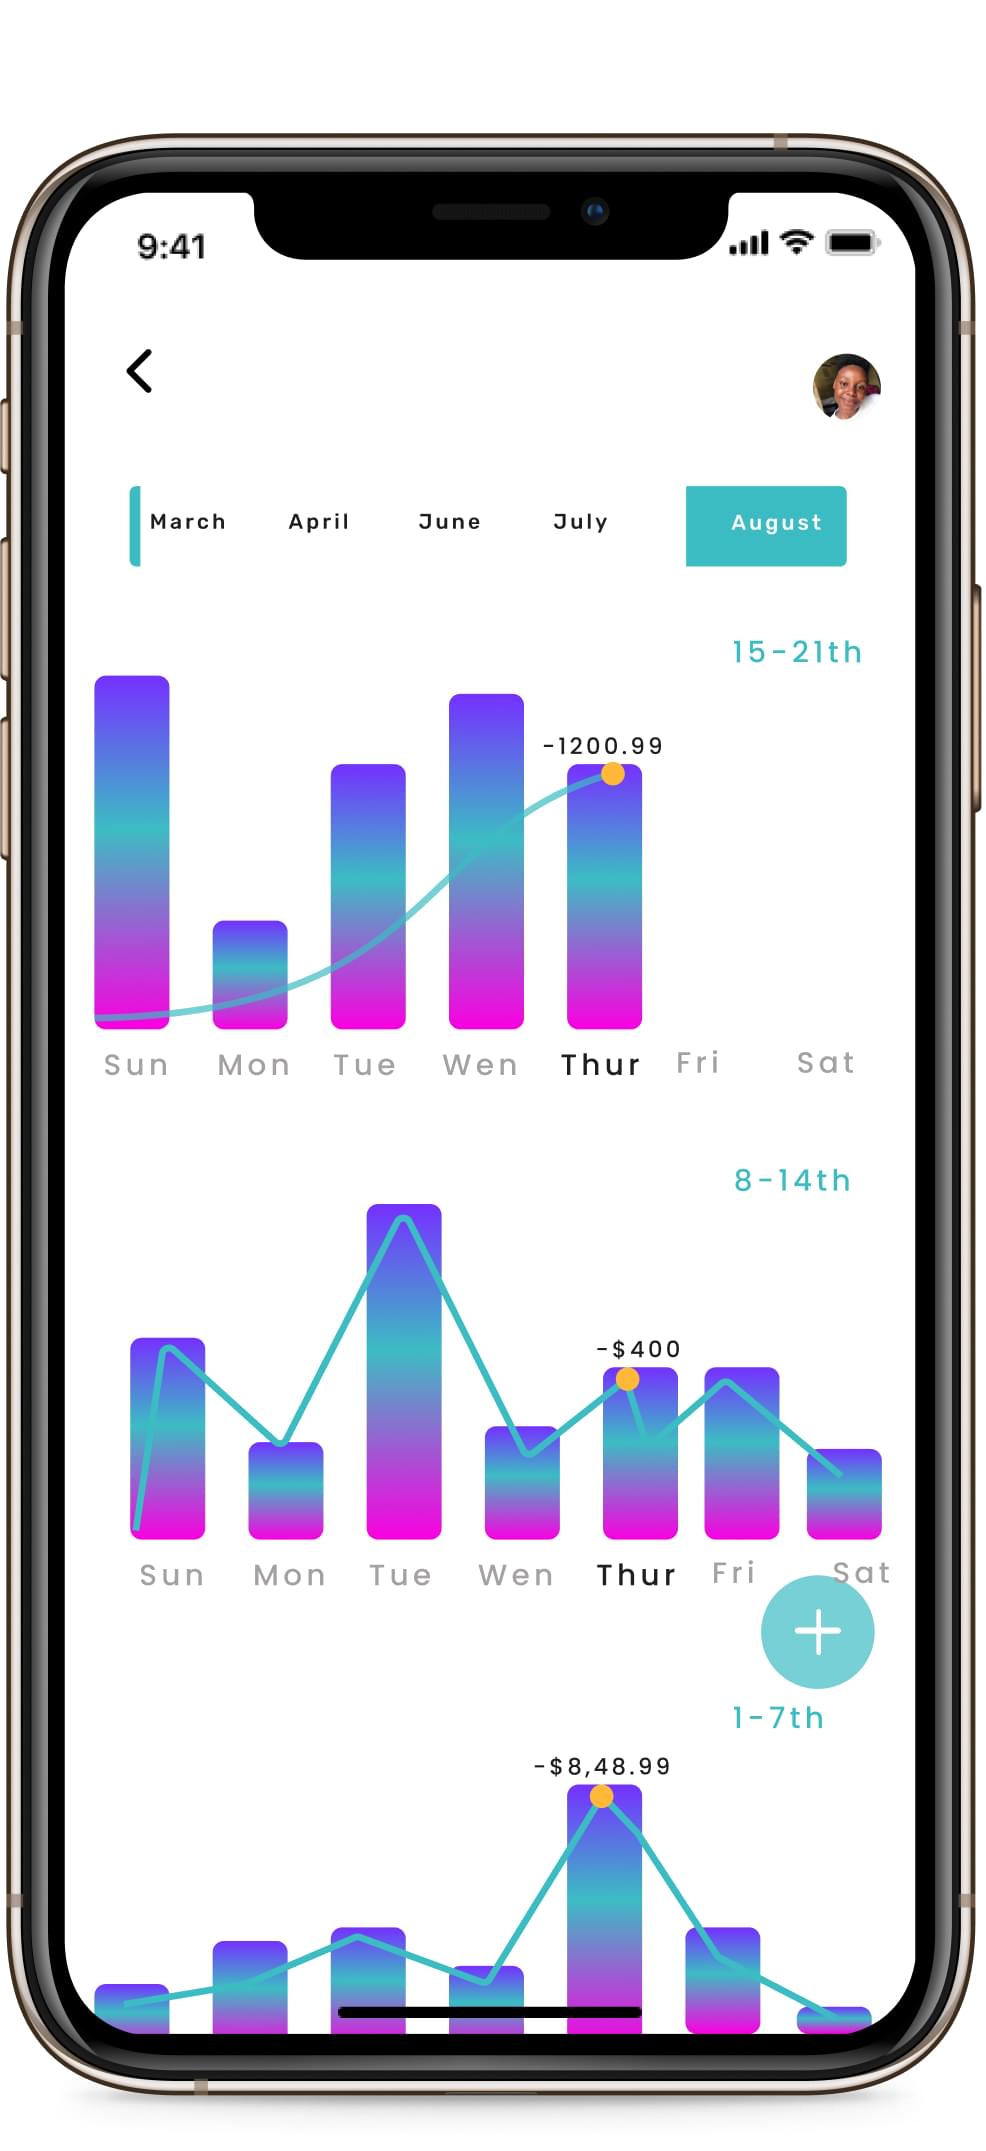 9:41
March April June July August
15-21th
-1200.99
Sun Mon Tue Wen Thur Fri Sat
8-14th
-$400
Sun Mon Tue Wen Thur Fri Sat
1-7th
-$8,48.99